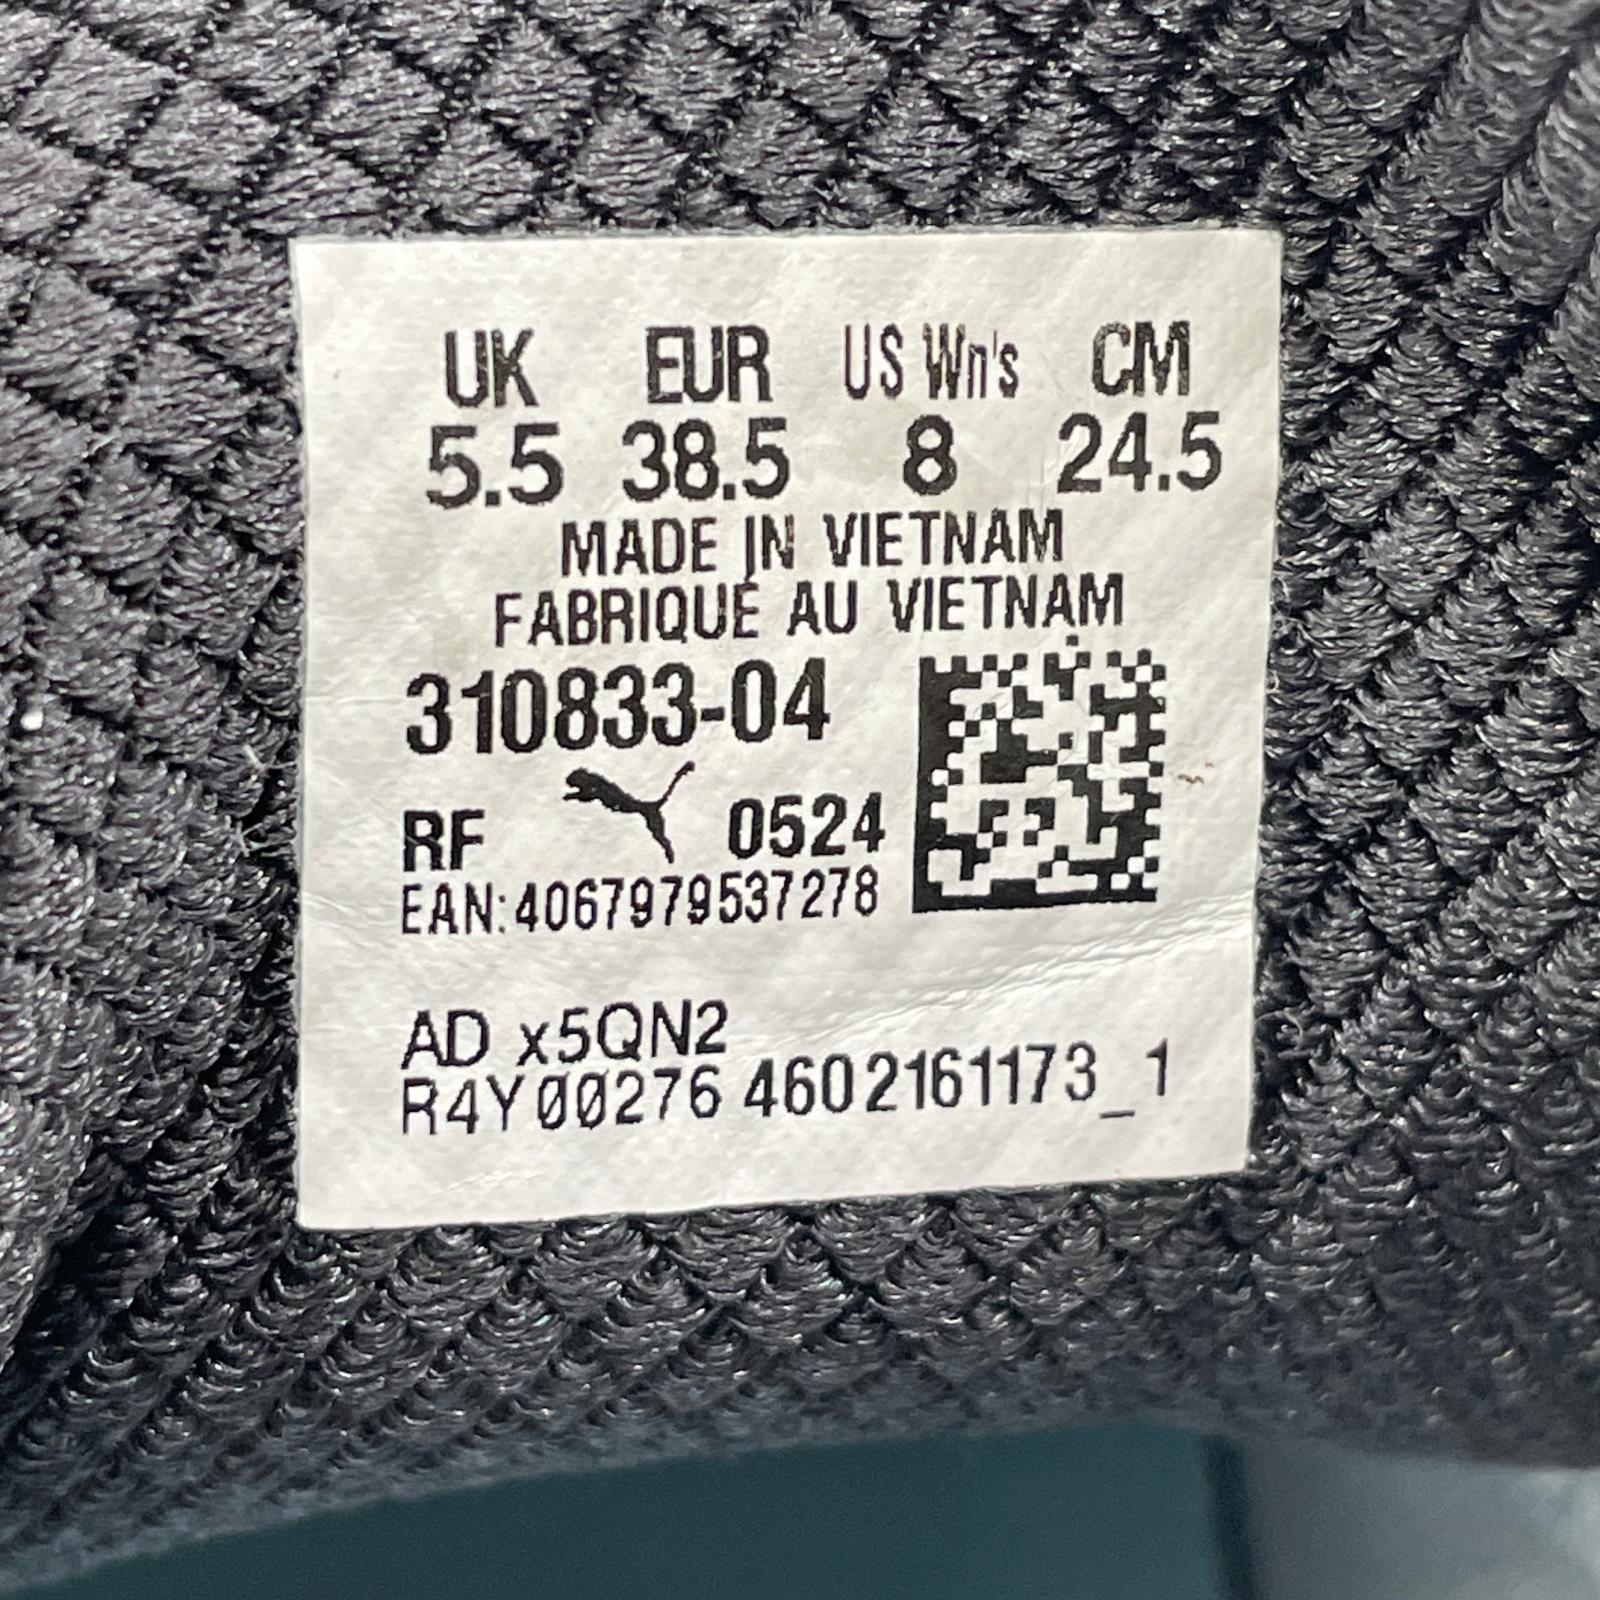 UK EUR US Wn's CM
5.5 38.5 8 24.5
MADE IN VIETNAM
FABRIQUÉ AU VIETNAM
310833-04
RF 0524
EAN:4067979537278
AD x5QN2
R4Y00276 4602161173_1